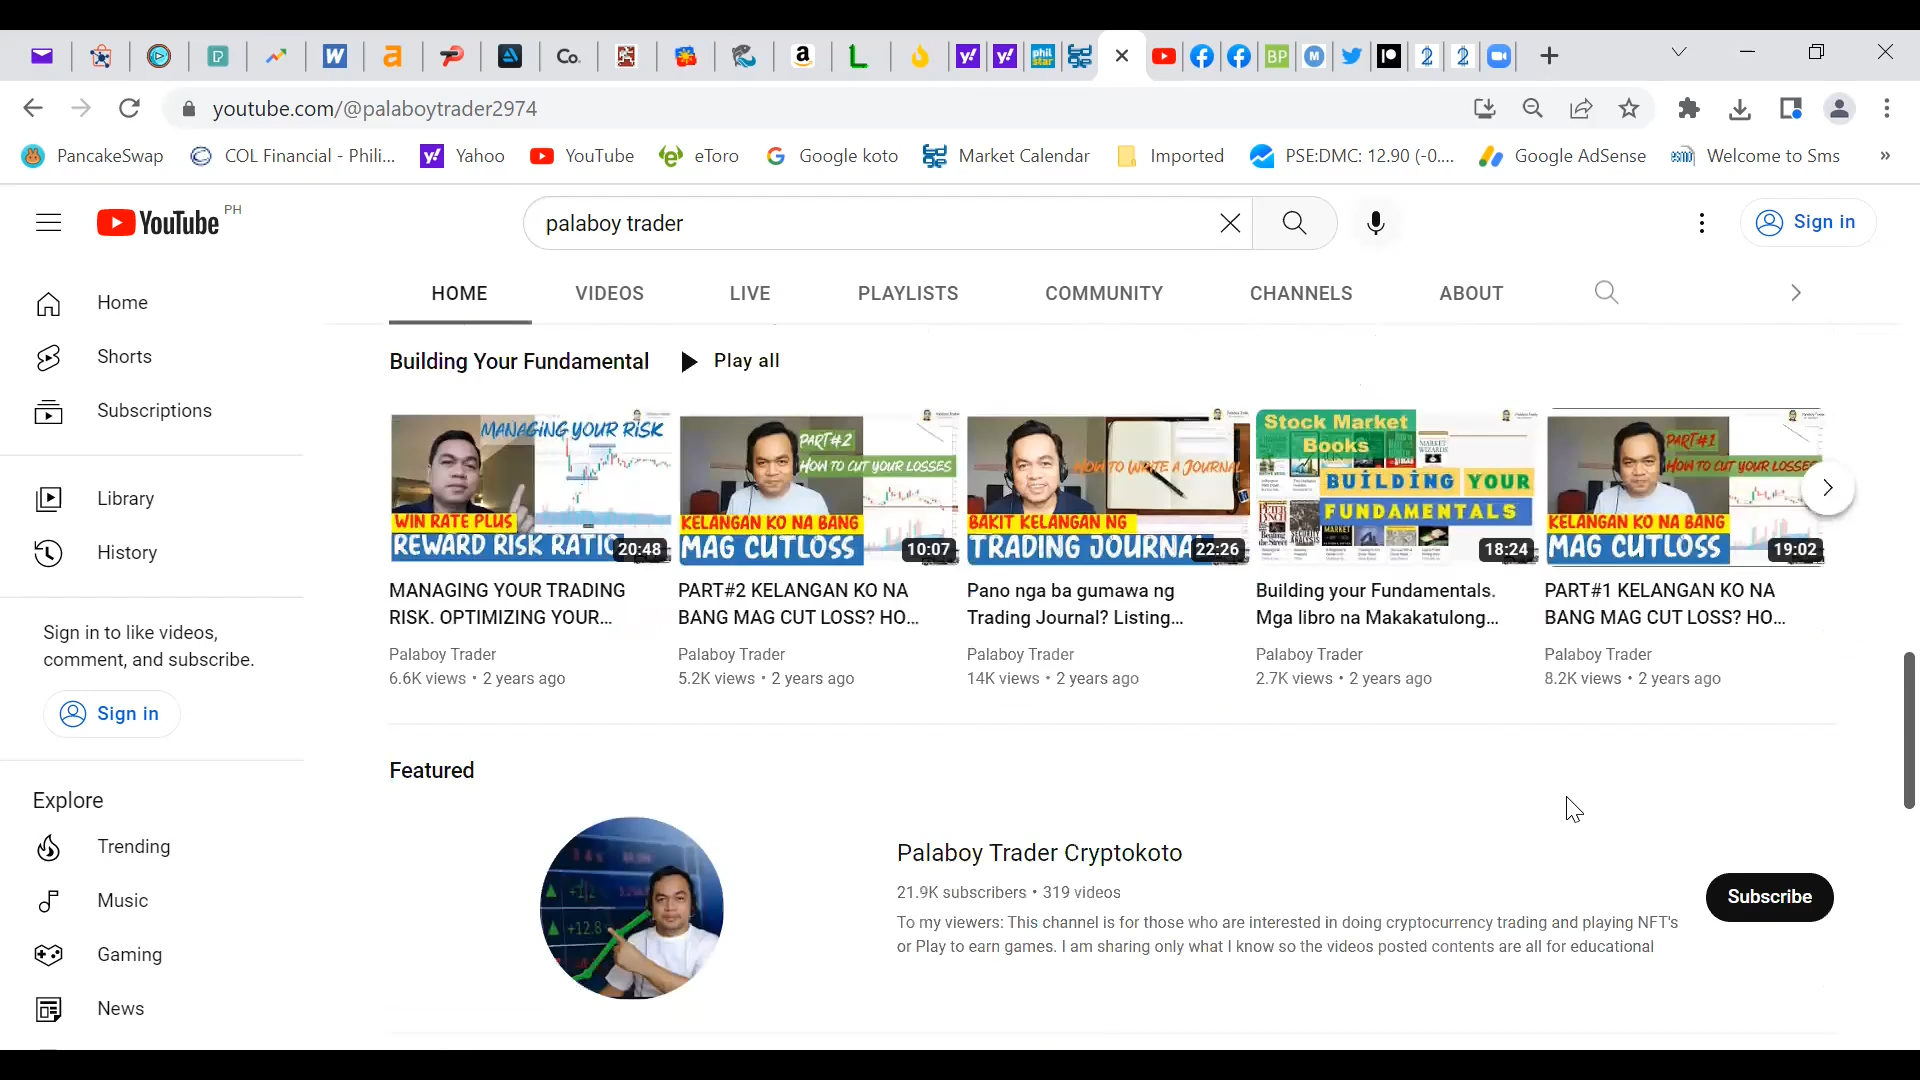 Co.
phil
star
BP
youtube.com/@palaboytrader2974
PancakeSwap
COL Financial - Phili...
Yahoo
YouTube
eToro
Google koto
Market Calendar
Imported
PSE:DMC: 12.90 (-0....
Google AdSense
Welcome to Sms
»
YouTube PH
palaboy trader
Sign in
HOME
VIDEOS
LIVE
PLAYLISTS
COMMUNITY
CHANNELS
ABOUT
Home
Shorts
Subscriptions
Library
History
Sign in to like videos,
comment, and subscribe.
Sign in
Explore
Trending
Music
Gaming
News
Building Your Fundamental
Play all
MANAGING YOUR RISK
WIN RATE PLUS
REWARD RISK RATIO
20:48
MANAGING YOUR TRADING
RISK. OPTIMIZING YOUR...
Palaboy Trader
6.6K views • 2 years ago
PART#2
HOW TO CUT YOUR LOSSES
KELANGAN KO NA BANG
MAG CUTLOSS
10:07
PART#2 KELANGAN KO NA
BANG MAG CUT LOSS? HO...
Palaboy Trader
5.2K views • 2 years ago
HOW TO WRITE A JOURNAL
BAKIT KELANGAN NG
TRADING JOURNAL
22:26
Pano nga ba gumawa ng
Trading Journal? Listing...
Palaboy Trader
14K views • 2 years ago
Stock Market
Books
BUİLDİNG YOUR
FUNDAMENTALS
18:24
Building your Fundamentals.
Mga libro na Makakatulong...
Palaboy Trader
2.7K views • 2 years ago
PART#1
HOW TO CUT YOUR LOSSES
KELANGAN KO NA BANG
MAG CUTLOSS
19:02
PART#1 KELANGAN KO NA
BANG MAG CUT LOSS? HO...
Palaboy Trader
8.2K views • 2 years ago
Featured
Palaboy Trader Cryptokoto
21.9K subscribers • 319 videos
To my viewers: This channel is for those who are interested in doing cryptocurrency trading and playing NFT's
or Play to earn games. I am sharing only what I know so the videos posted contents are all for educational
Subscribe
+12.8